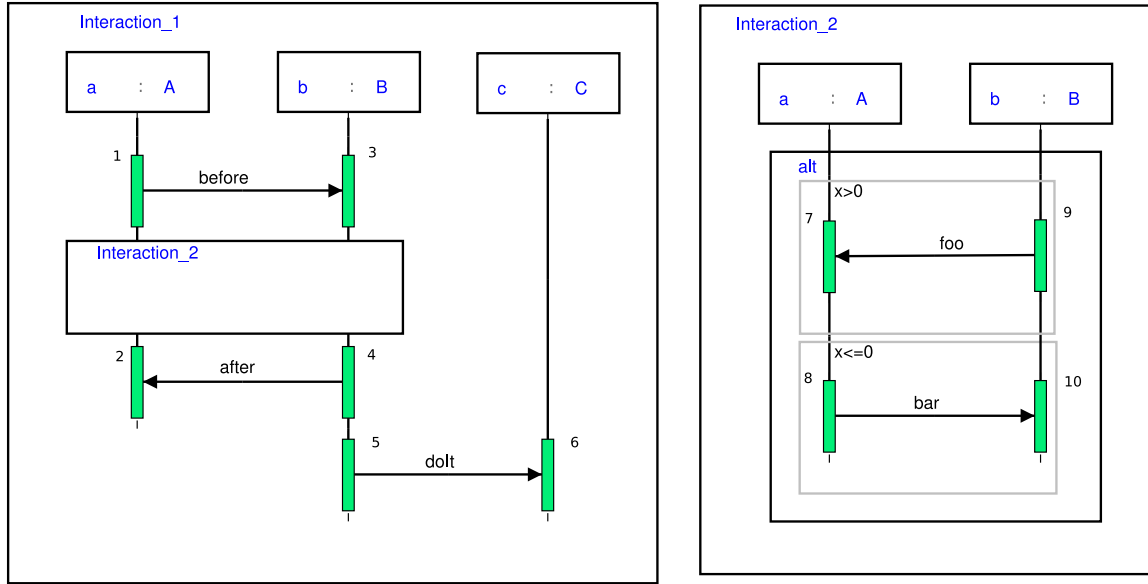 Interaction_1
a : A
b : B
c : C
1
3
before
Interaction_2
2
4
after
5
6
doIt
Interaction_2
a : A
b : B
alt
x>0
7
9
foo
x<=0
8
10
bar